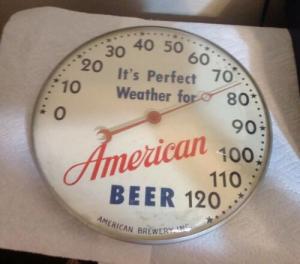 0 10 20 30 40 50 60 70 80 90 100 110 120
It's Perfect
Weather for
American
BEER
AMERICAN BREWERY INC.